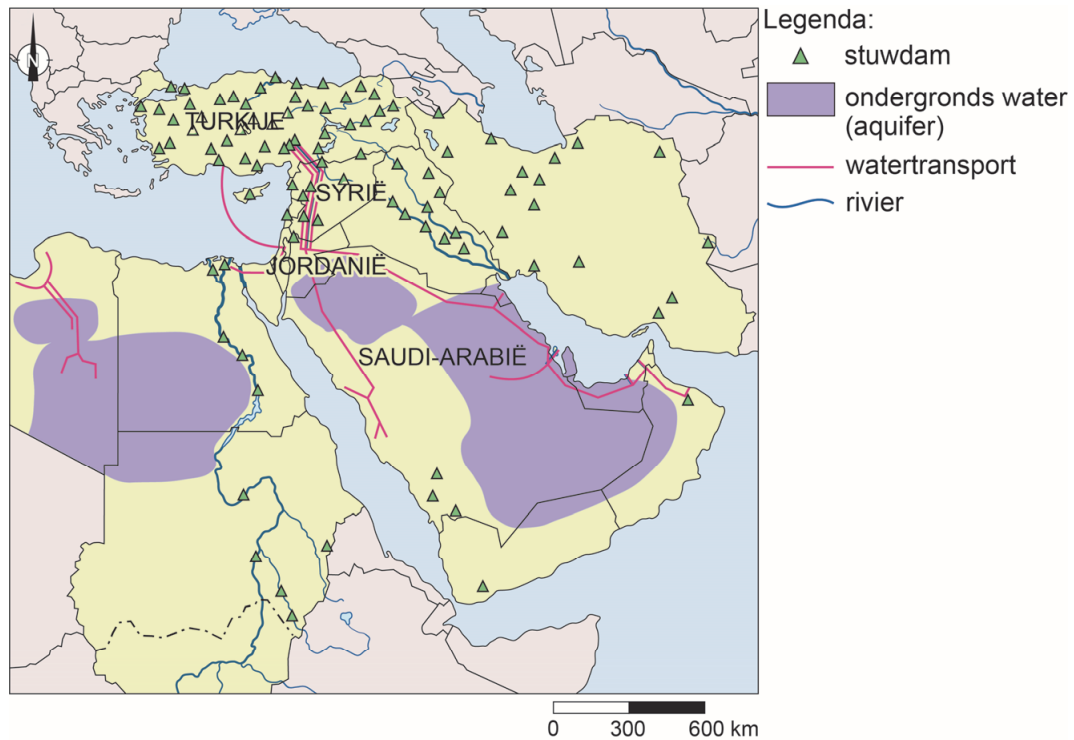 Legenda:
stuwdam
ondergronds water
(aquifer)
watertransport
rivier
N
TURKIJE
SYRIË
JORDANIË
SAUDI-ARABIË
0 300 600 km